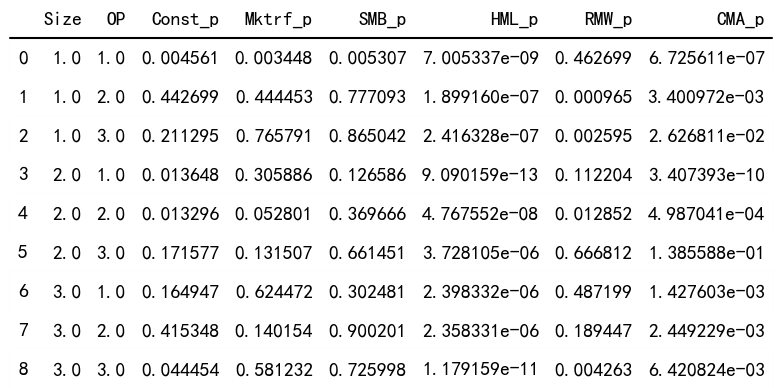 Size OP Const_p Mktrf_p SMB_p HML_p RMW_p CMA_p
0 1.0 1.0 0.004561 0.003448 0.005307 7.005337e-09 0.462699 6.725611e-07
1 1.0 2.0 0.442699 0.444453 0.777093 1.899160e-07 0.000965 3.400972e-03
2 1.0 3.0 0.211295 0.765791 0.865042 2.416328e-07 0.002595 2.626811e-02
3 2.0 1.0 0.013648 0.305886 0.126586 9.090159e-13 0.112204 3.407393e-10
4 2.0 2.0 0.013296 0.052801 0.369666 4.767552e-08 0.012852 4.987041e-04
5 2.0 3.0 0.171577 0.131507 0.661451 3.728105e-06 0.666812 1.385588e-01
6 3.0 1.0 0.164947 0.624472 0.302481 2.398332e-06 0.487199 1.427603e-03
7 3.0 2.0 0.415348 0.140154 0.900201 2.358331e-06 0.189447 2.449229e-03
8 3.0 3.0 0.044454 0.581232 0.725998 1.179159e-11 0.004263 6.420824e-03